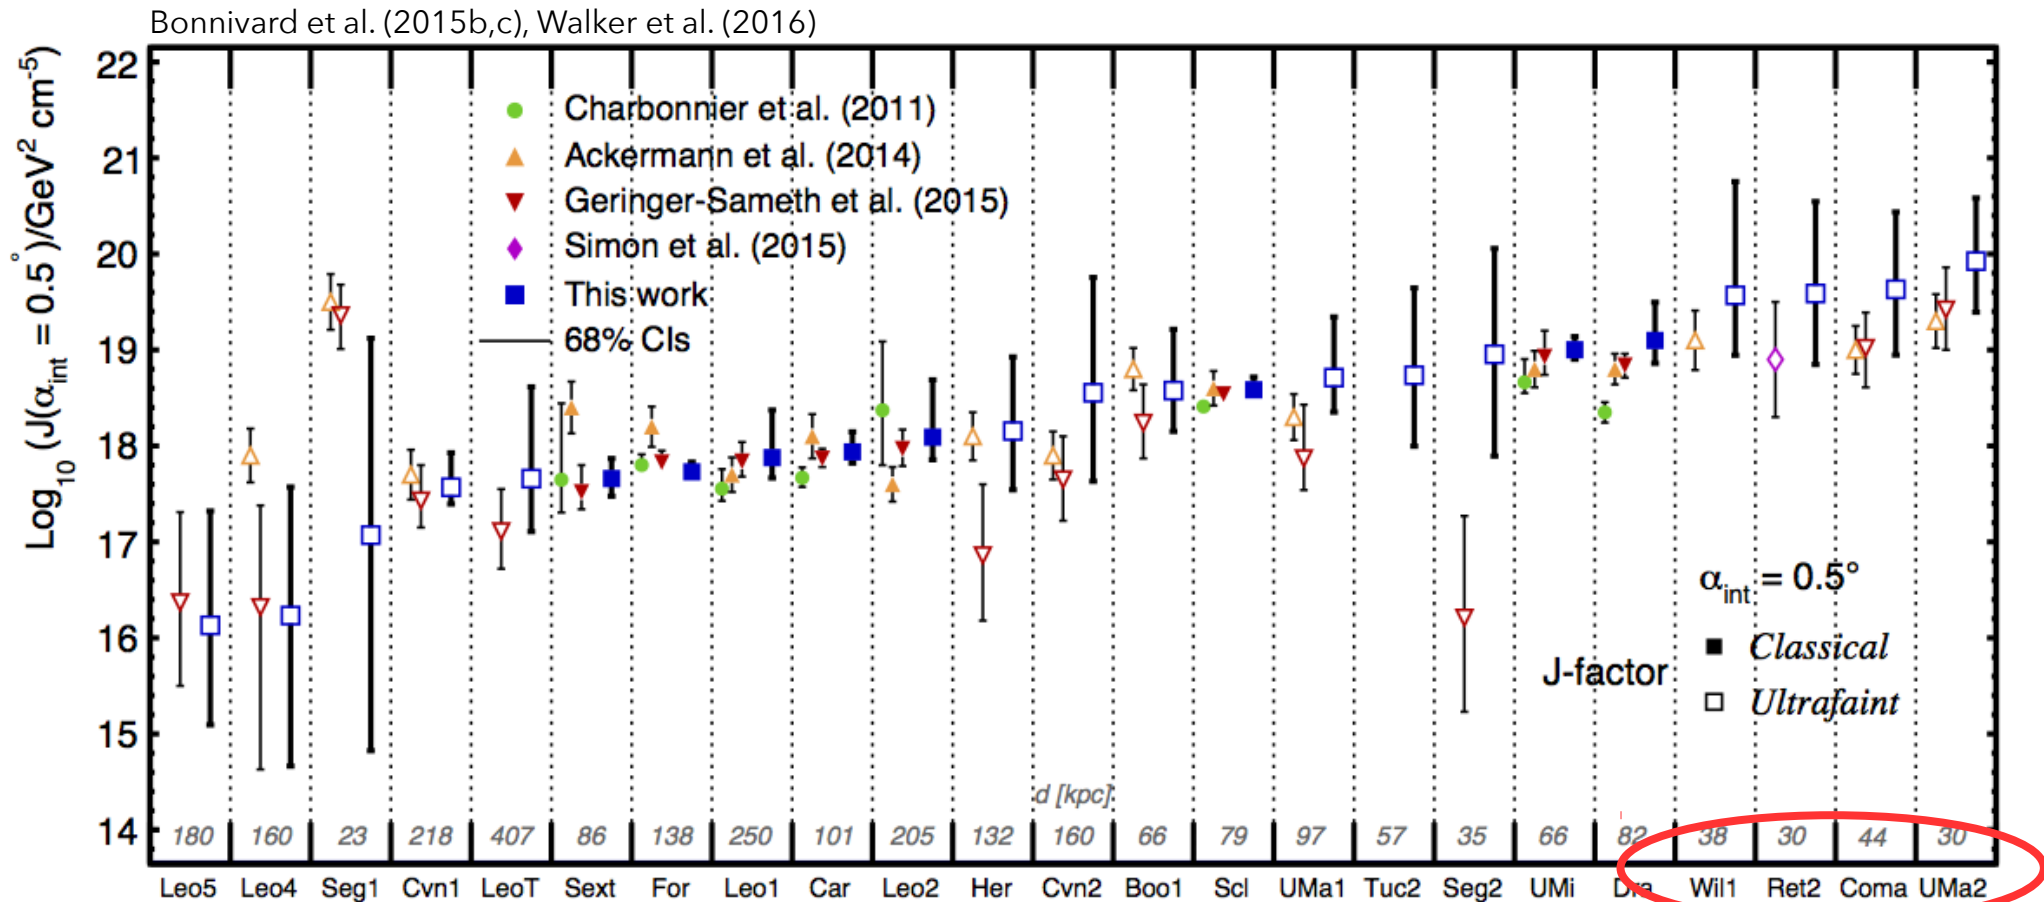 Bonnivard et al. (2015b,c), Walker et al. (2016)
Log10 (J(αint = 0.5°)/GeV2 cm-5)
22
21
20
19
18
17
16
15
14
Charbonnier et al. (2011)
Ackermann et al. (2014)
Geringer-Sameth et al. (2015)
Simon et al. (2015)
This work
68% CIs
αint = 0.5°
J-factor
Classical
Ultrafaint
d [kpc]
180 160 23 218 407 86 138 250 101 205 132 160 66 79 97 57 35 66 82 38 30 44 30
Leo5 Leo4 Seg1 Cvn1 LeoT Sext For Leo1 Car Leo2 Her Cvn2 Boo1 Scl UMa1 Tuc2 Seg2 UMi Dra Wil1 Ret2 Coma UMa2